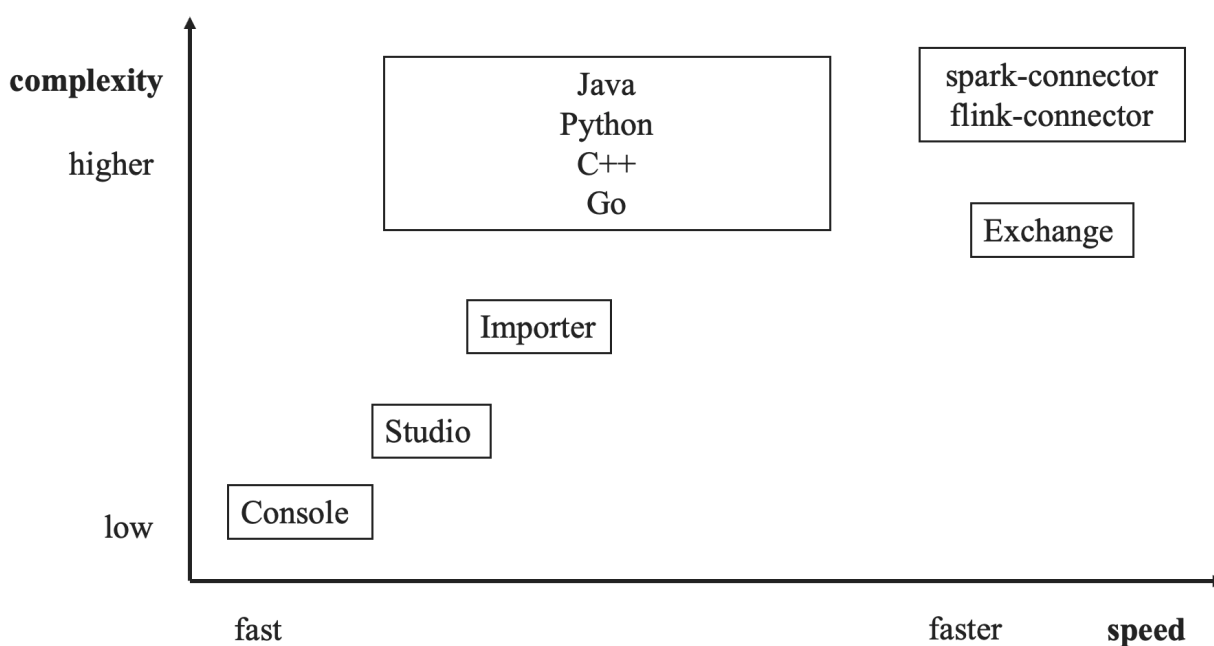 complexity
higher
low
Java
Python
C++
Go
spark-connector
flink-connector
Exchange
Importer
Studio
Console
fast
faster
speed